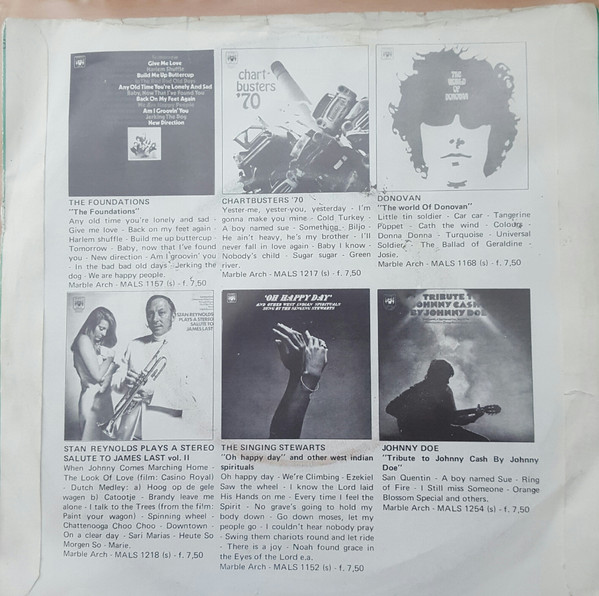 Give Me Love
Harlem Shuffle
Build Me Up Buttercup
Any Old Time You're Lonely And Sad
Baby, Now That I've Found You
Back On My Feet Again
We Are Happy People
Am I Groovin' You
Jerking The Dog
New Direction
chart-
busters
'70
THE
WORLD
OF
DONOVAN
THE FOUNDATIONS
"The Foundations"
Any old time you're lonely and sad -
Give me love - Back on my feet again -
Harlem shuffle - Build me up buttercup -
Tomorrow - Baby, now that I've found
you - New direction - Am I groovin' you
- In the bad bad old days - Jerking the
dog - We are happy people.
Marble Arch - MALS 1157 (s) - f. 7,50
CHARTBUSTERS '70
Yester-me, yester-you, yesterday - I'm
gonna make you mine - Cold Turkey -
A boy named sue - Something - Biljo -
He ain't heavy, he's my brother - I'll
never fall in love again - Baby I know -
Nobody's child - Sugar sugar - Green
river.
Marble Arch - MALS 1217 (s) - f. 7,50
DONOVAN
"The world Of Donovan"
Little tin soldier - Car car - Tangerine
Puppet - Cath the wind - Colours -
Donna Donna - Turquoise - Universal
Soldier - The Ballad of Geraldine -
Josie.
Marble Arch - MALS 1168 (s) - f. 7,50
STAN REYNOLDS
PLAYS A STEREO
SALUTE TO
JAMES LAST
'OH HAPPY DAY'
AND OTHER WEST INDIAN SPIRITUALS
SUNG BY THE SINGING STEWARTS
TRIBUTE TO
JOHNNY CASH
BY JOHNNY DOE
STAN REYNOLDS PLAYS A STEREO
SALUTE TO JAMES LAST vol. II
When Johnny Comes Marching Home -
The Look Of Love (film: Casino Royal)
- Dutch Medley: a) Hoog op de gele
wagen b) Catootje - Brandy leave me
alone - I talk to the Trees (from the film:
Paint your wagon) - Spinning wheel -
Chattenooga Choo Choo - Downtown -
On a clear day - Sari Marias - Heute So
Morgen So - Marie.
Marble Arch - MALS 1218 (s) - f. 7,50
THE SINGING STEWARTS
"Oh happy day" and other west indian
spirituals
Oh happy day - We're Climbing - Ezekiel
Saw the wheel - I know the Lord laid
His Hands on me - Every time I feel the
Spirit - No grave's going to hold my
body down - Go down moses, let my
people go - I couldn't hear nobody pray
- Swing them chariots round and let ride
- There is a joy - Noah found grace in
the Eyes of the Lord e.a.
Marble Arch - MALS 1152 (s) - f. 7,50
JOHNNY DOE
"Tribute to Johnny Cash By Johnny
Doe"
San Quentin - A boy named Sue - Ring
of Fire - I Still miss Someone - Orange
Blossom Special and others.
Marble Arch - MALS 1254 (s) - f. 7,50